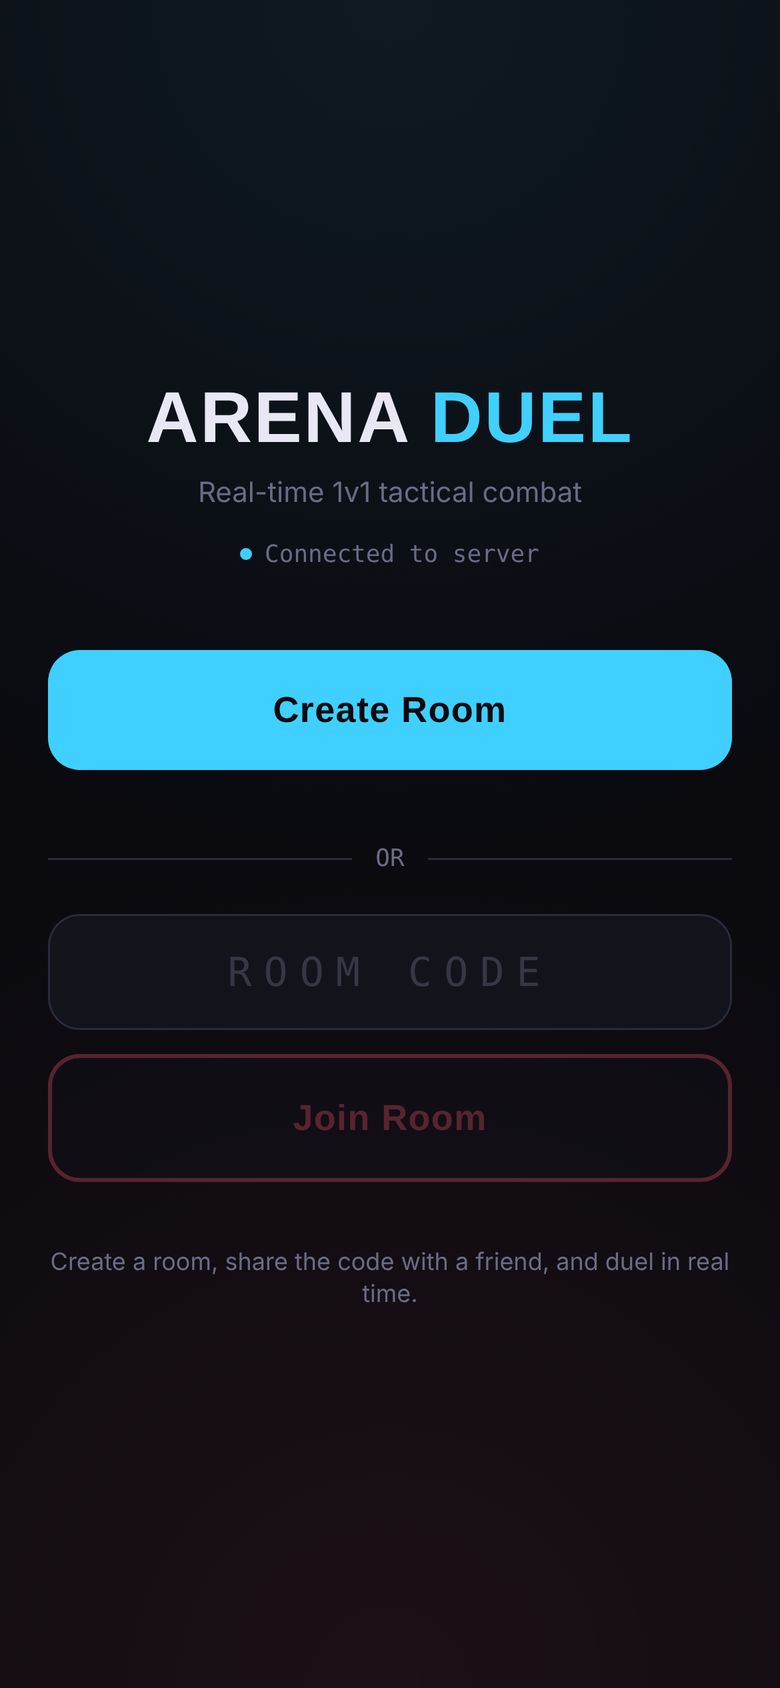 ARENA DUEL
Real-time 1v1 tactical combat
Connected to server
Create Room
OR
ROOM CODE
Join Room
Create a room, share the code with a friend, and duel in real
time.